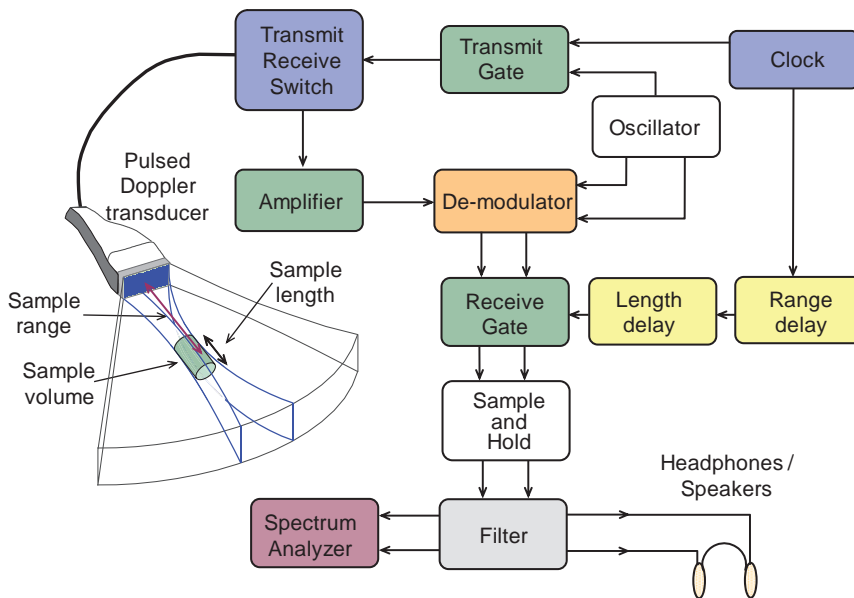 Transmit
Receive
Switch
Transmit
Gate
Clock
Oscillator
Pulsed
Doppler
transducer
Amplifier
De-modulator
Sample
length
Sample
range
Receive
Gate
Length
delay
Range
delay
Sample
volume
Sample
and
Hold
Headphones /
Speakers
Spectrum
Analyzer
Filter